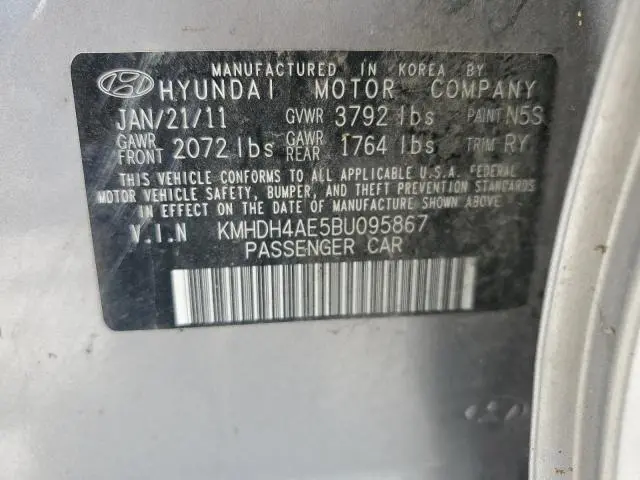 MANUFACTURED IN KOREA BY
HYUNDAI MOTOR COMPANY
JAN/21/11 GVWR 3792 lbs PAINT N5S
GAWR FRONT 2072 lbs GAWR REAR 1764 lbs TRIM RY
THIS VEHICLE CONFORMS TO ALL APPLICABLE U.S.A. FEDERAL
MOTOR VEHICLE SAFETY, BUMPER, AND THEFT PREVENTION STANDARDS
IN EFFECT ON THE DATE OF MANUFACTURE SHOWN ABOVE.
V.I.N KMHDH4AE5BU095867
PASSENGER CAR